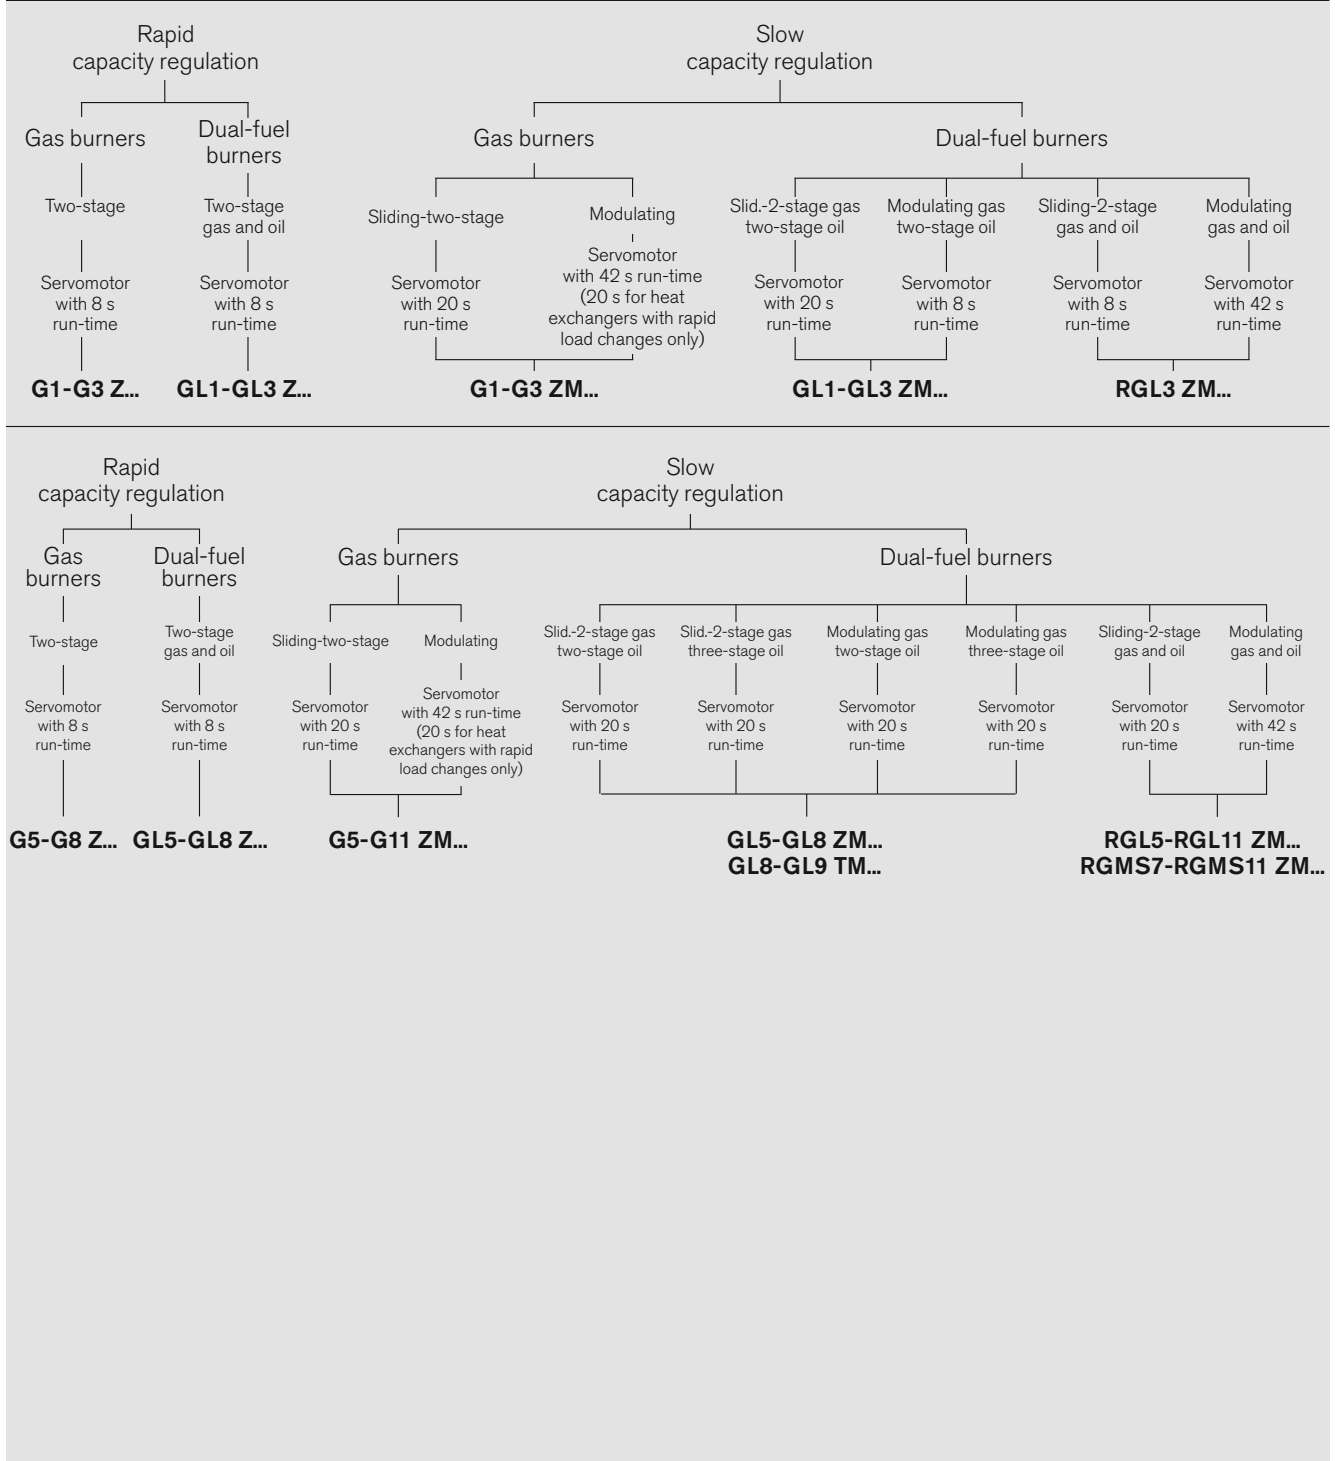 Rapid
capacity regulation
Slow
capacity regulation
Gas burners
Dual-fuel
burners
Gas burners
Dual-fuel burners
Two-stage
Two-stage
gas and oil
Sliding-two-stage
Modulating
Slid.-2-stage gas
two-stage oil
Modulating gas
two-stage oil
Sliding-2-stage
gas and oil
Modulating
gas and oil
Servomotor
with 8 s
run-time
Servomotor
with 8 s
run-time
Servomotor
with 20 s
run-time
Servomotor
with 42 s run-time
(20 s for heat
exchangers with rapid
load changes only)
Servomotor
with 20 s
run-time
Servomotor
with 8 s
run-time
Servomotor
with 8 s
run-time
Servomotor
with 42 s
run-time
G1-G3 Z...
GL1-GL3 Z...
G1-G3 ZM...
GL1-GL3 ZM...
RGL3 ZM...
Rapid
capacity regulation
Slow
capacity regulation
Gas
burners
Dual-fuel
burners
Gas burners
Dual-fuel burners
Two-stage
Two-stage
gas and oil
Sliding-two-stage
Modulating
Slid.-2-stage gas
two-stage oil
Slid.-2-stage gas
three-stage oil
Modulating gas
two-stage oil
Modulating gas
three-stage oil
Sliding-2-stage
gas and oil
Modulating
gas and oil
Servomotor
with 8 s
run-time
Servomotor
with 8 s
run-time
Servomotor
with 20 s
run-time
Servomotor
with 42 s run-time
(20 s for heat
exchangers with rapid
load changes only)
Servomotor
with 20 s
run-time
Servomotor
with 20 s
run-time
Servomotor
with 20 s
run-time
Servomotor
with 20 s
run-time
Servomotor
with 20 s
run-time
Servomotor
with 42 s
run-time
G5-G8 Z...
GL5-GL8 Z...
G5-G11 ZM...
GL5-GL8 ZM...
GL8-GL9 TM...
RGL5-RGL11 ZM...
RGMS7-RGMS11 ZM...